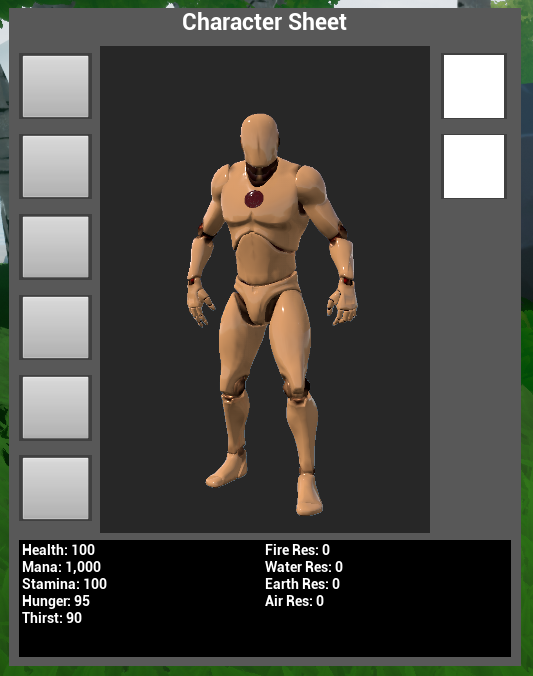 Character Sheet
Health: 100
Mana: 1,000
Stamina: 100
Hunger: 95
Thirst: 90
Fire Res: 0
Water Res: 0
Earth Res: 0
Air Res: 0